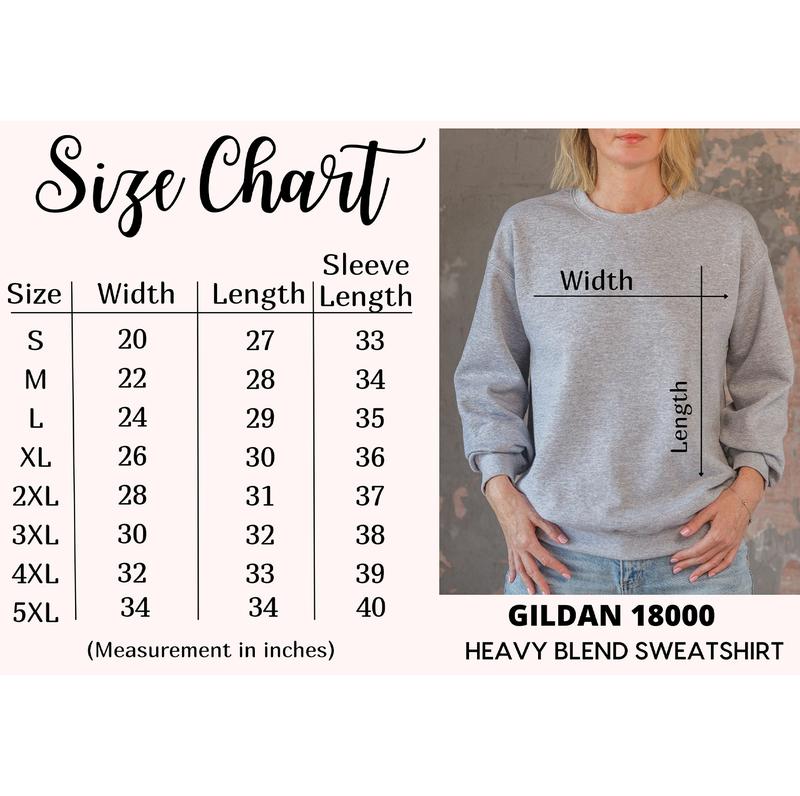 Size Chart
Size Width Length Sleeve Length
S 20 27 33
M 22 28 34
L 24 29 35
XL 26 30 36
2XL 28 31 37
3XL 30 32 38
4XL 32 33 39
5XL 34 34 40
(Measurement in inches)
Width
Length
GILDAN 18000
HEAVY BLEND SWEATSHIRT